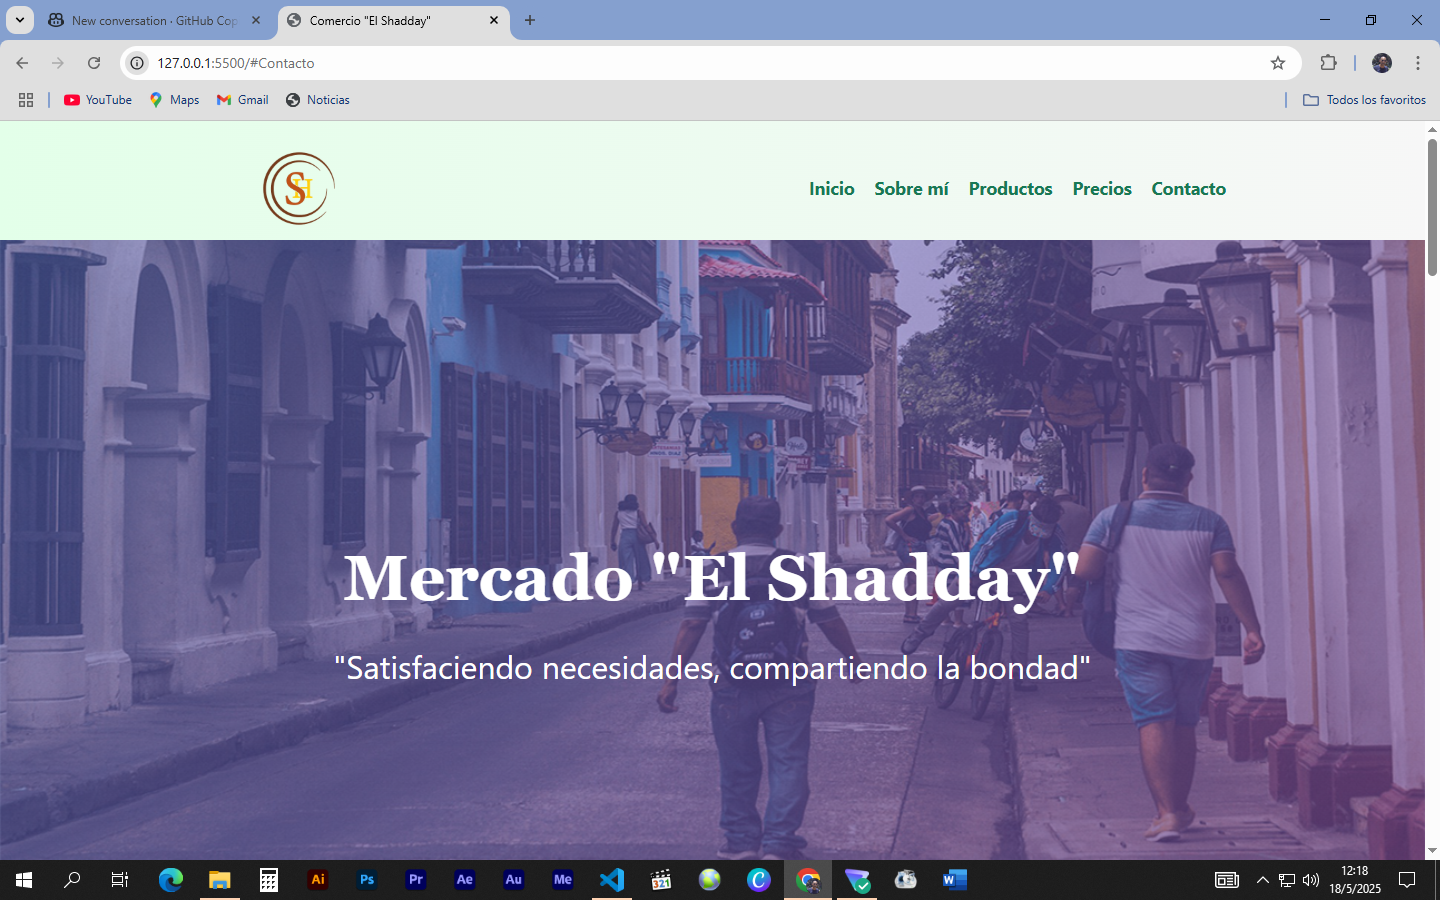 New conversation · GitHub Cop
Comercio "El Shadday"
127.0.0.1:5500/#Contacto
YouTube
Maps
Gmail
Noticias
Todos los favoritos
SH
Inicio
Sobre mí
Productos
Precios
Contacto
Mercado "El Shadday"
"Satisfaciendo necesidades, compartiendo la bondad"
Ai
Ps
Pr
Ae
Au
Me
321
12:18
18/5/2025